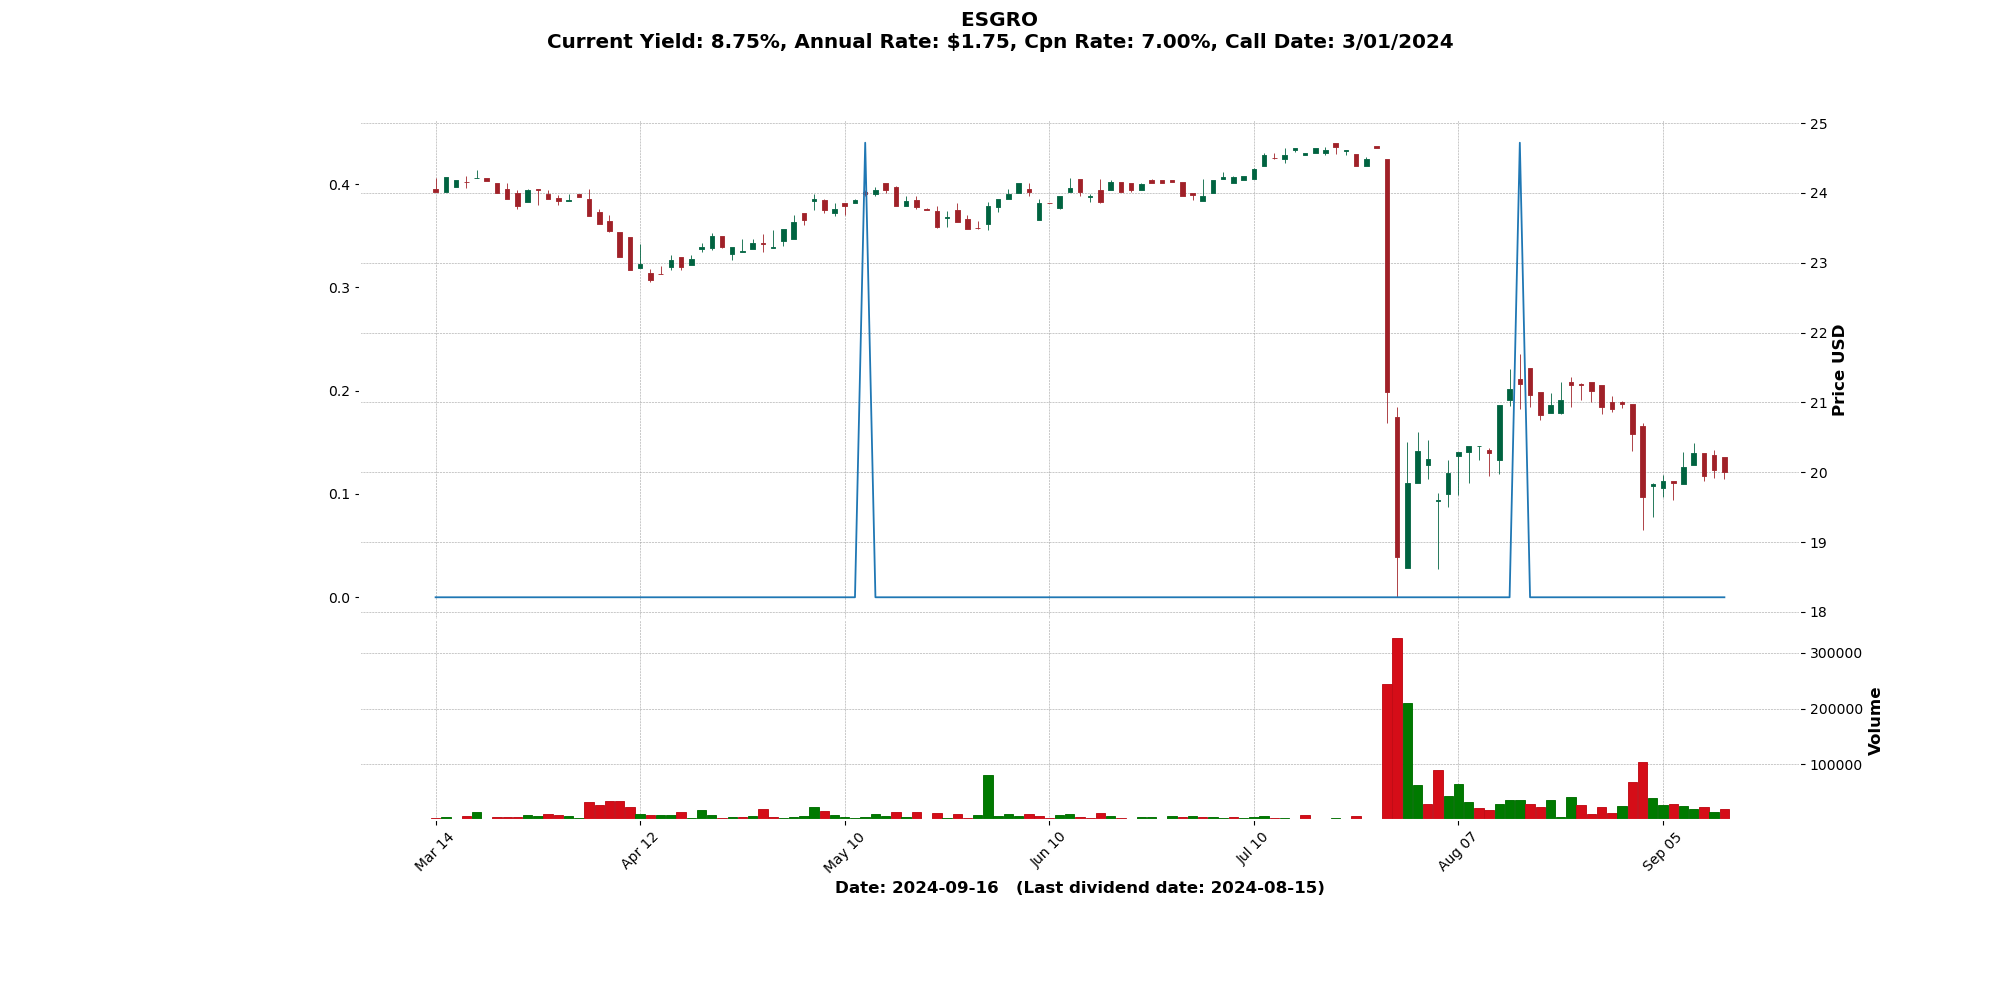 ESGRO
Current Yield: 8.75%, Annual Rate: $1.75, Cpn Rate: 7.00%, Call Date: 3/01/2024
25
0.4
24
23
0.3
22
Price USD
0.2
21
20
0.1
19
0.0
18
300000
200000
Volume
100000
Mar 14
Apr 12
May 10
Jun 10
Jul 10
Aug 07
Sep 05
Date: 2024-09-16   (Last dividend date: 2024-08-15)